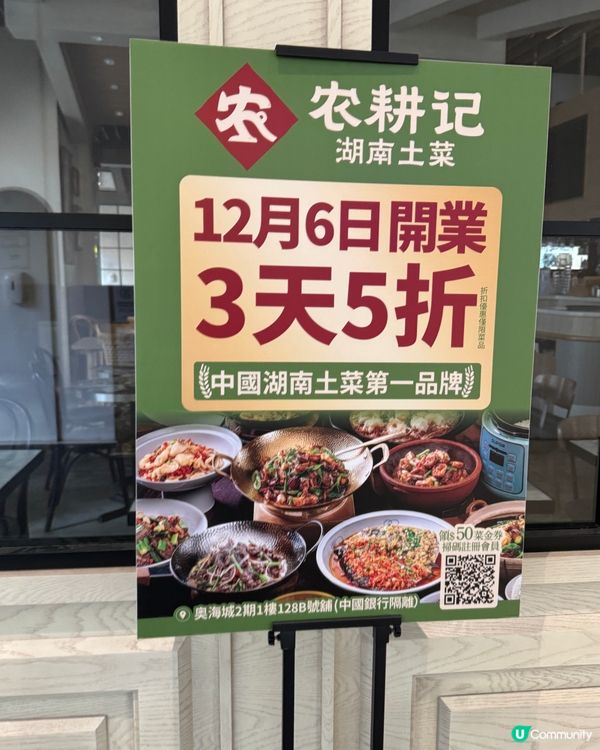 农
农耕记
湖南土菜
12月6日開業
3天5折
折扣優惠僅限菜品
中國湖南土菜第一品牌
領$50菜金券
掃碼註冊會員
奧海城2期1樓128B號舖(中國銀行隔離)
U Community